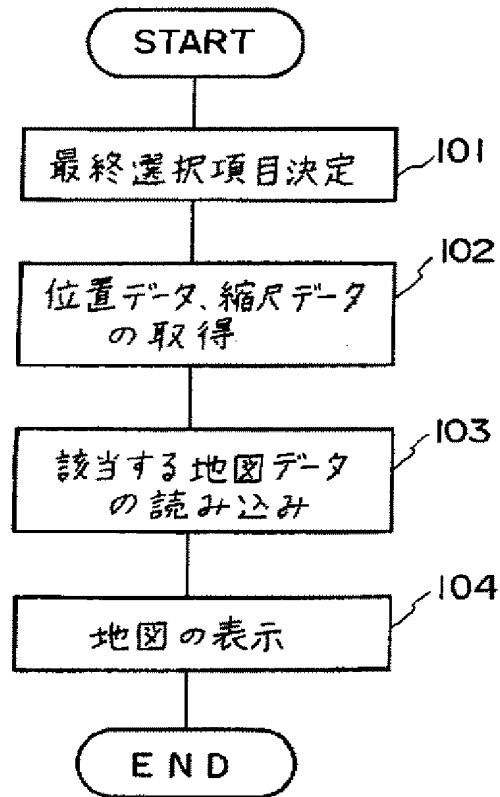 START
最終選択項目決定
101
位置データ、縮尺データ
の取得
102
該当する地図データ
の読み込み
103
地図の表示
104
END